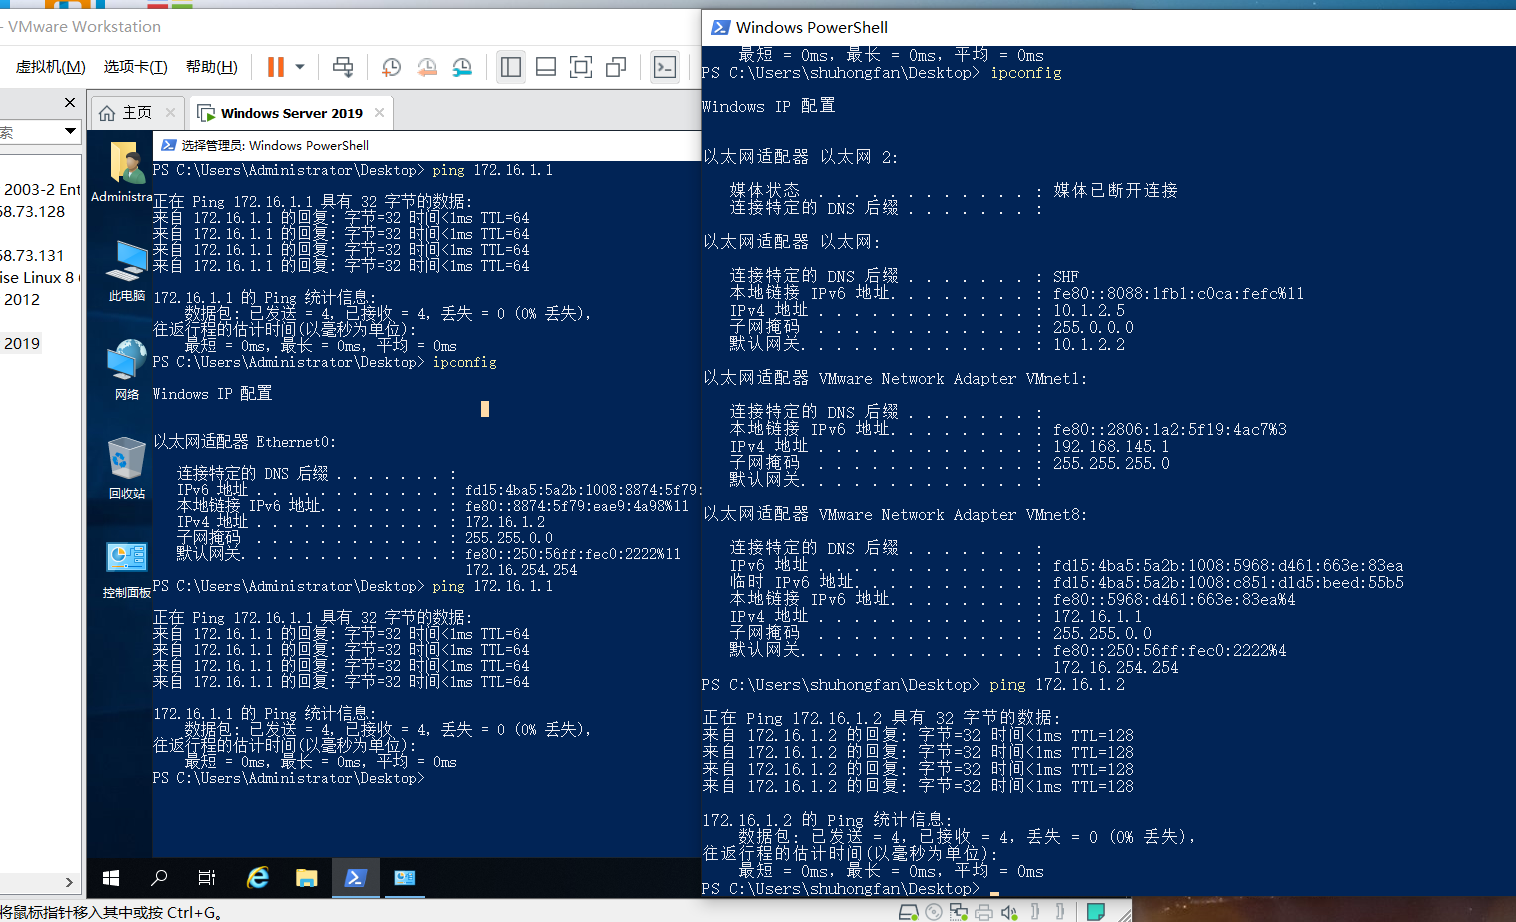 - VMware Workstation
虚拟机(M) 选项卡(T) 帮助(H)
索
2003-2 Ent
68.73.128
68.73.131
ise Linux 8
2012
2019
主页
Windows Server 2019
Administra
此电脑
网络
回收站
控制面板
选择管理员: Windows PowerShell
PS C:\Users\Administrator\Desktop> ping 172.16.1.1
正在 Ping 172.16.1.1 具有 32 字节的数据:
来自 172.16.1.1 的回复: 字节=32 时间<1ms TTL=64
来自 172.16.1.1 的回复: 字节=32 时间<1ms TTL=64
来自 172.16.1.1 的回复: 字节=32 时间<1ms TTL=64
来自 172.16.1.1 的回复: 字节=32 时间<1ms TTL=64
172.16.1.1 的 Ping 统计信息:
数据包: 已发送 = 4，已接收 = 4，丢失 = 0 (0% 丢失)，
往返行程的估计时间(以毫秒为单位):
最短 = 0ms，最长 = 0ms，平均 = 0ms
PS C:\Users\Administrator\Desktop> ipconfig
Windows IP 配置
以太网适配器 Ethernet0:
连接特定的 DNS 后缀 . . . . . . . :
IPv6 地址 . . . . . . . . . . . . : fd15:4ba5:5a2b:1008:8874:5f79:
本地链接 IPv6 地址. . . . . . . . : fe80::8874:5f79:eae9:4a98%11
IPv4 地址 . . . . . . . . . . . . : 172.16.1.2
子网掩码 . . . . . . . . . . . . : 255.255.0.0
默认网关. . . . . . . . . . . . . : fe80::250:56ff:fec0:2222%11
172.16.254.254
PS C:\Users\Administrator\Desktop> ping 172.16.1.1
正在 Ping 172.16.1.1 具有 32 字节的数据:
来自 172.16.1.1 的回复: 字节=32 时间<1ms TTL=64
来自 172.16.1.1 的回复: 字节=32 时间<1ms TTL=64
来自 172.16.1.1 的回复: 字节=32 时间<1ms TTL=64
来自 172.16.1.1 的回复: 字节=32 时间<1ms TTL=64
172.16.1.1 的 Ping 统计信息:
数据包: 已发送 = 4，已接收 = 4，丢失 = 0 (0% 丢失)，
往返行程的估计时间(以毫秒为单位):
最短 = 0ms，最长 = 0ms，平均 = 0ms
PS C:\Users\Administrator\Desktop>
将鼠标指针移入其中或按 Ctrl+G。
Windows PowerShell
最短 = 0ms，最长 = 0ms，平均 = 0ms
PS C:\Users\shuhongfan\Desktop> ipconfig
Windows IP 配置
以太网适配器 以太网 2:
媒体状态 . . . . . . . . . . . . : 媒体已断开连接
连接特定的 DNS 后缀 . . . . . . . :
以太网适配器 以太网:
连接特定的 DNS 后缀 . . . . . . . : SHF
本地链接 IPv6 地址. . . . . . . . : fe80::8088:1fb1:c0ca:fefc%11
IPv4 地址 . . . . . . . . . . . . : 10.1.2.5
子网掩码 . . . . . . . . . . . . : 255.0.0.0
默认网关. . . . . . . . . . . . . : 10.1.2.2
以太网适配器 VMware Network Adapter VMnet1:
连接特定的 DNS 后缀 . . . . . . . :
本地链接 IPv6 地址. . . . . . . . : fe80::2806:1a2:5f19:4ac7%3
IPv4 地址 . . . . . . . . . . . . : 192.168.145.1
子网掩码 . . . . . . . . . . . . : 255.255.255.0
默认网关. . . . . . . . . . . . . :
以太网适配器 VMware Network Adapter VMnet8:
连接特定的 DNS 后缀 . . . . . . . :
IPv6 地址 . . . . . . . . . . . . : fd15:4ba5:5a2b:1008:5968:d461:663e:83ea
临时 IPv6 地址. . . . . . . . . . : fd15:4ba5:5a2b:1008:c851:d1d5:beed:55b5
本地链接 IPv6 地址. . . . . . . . : fe80::5968:d461:663e:83ea%4
IPv4 地址 . . . . . . . . . . . . : 172.16.1.1
子网掩码 . . . . . . . . . . . . : 255.255.0.0
默认网关. . . . . . . . . . . . . : fe80::250:56ff:fec0:2222%4
172.16.254.254
PS C:\Users\shuhongfan\Desktop> ping 172.16.1.2
正在 Ping 172.16.1.2 具有 32 字节的数据:
来自 172.16.1.2 的回复: 字节=32 时间<1ms TTL=128
来自 172.16.1.2 的回复: 字节=32 时间<1ms TTL=128
来自 172.16.1.2 的回复: 字节=32 时间<1ms TTL=128
来自 172.16.1.2 的回复: 字节=32 时间<1ms TTL=128
172.16.1.2 的 Ping 统计信息:
数据包: 已发送 = 4，已接收 = 4，丢失 = 0 (0% 丢失)，
往返行程的估计时间(以毫秒为单位):
最短 = 0ms，最长 = 0ms，平均 = 0ms
PS C:\Users\shuhongfan\Desktop>